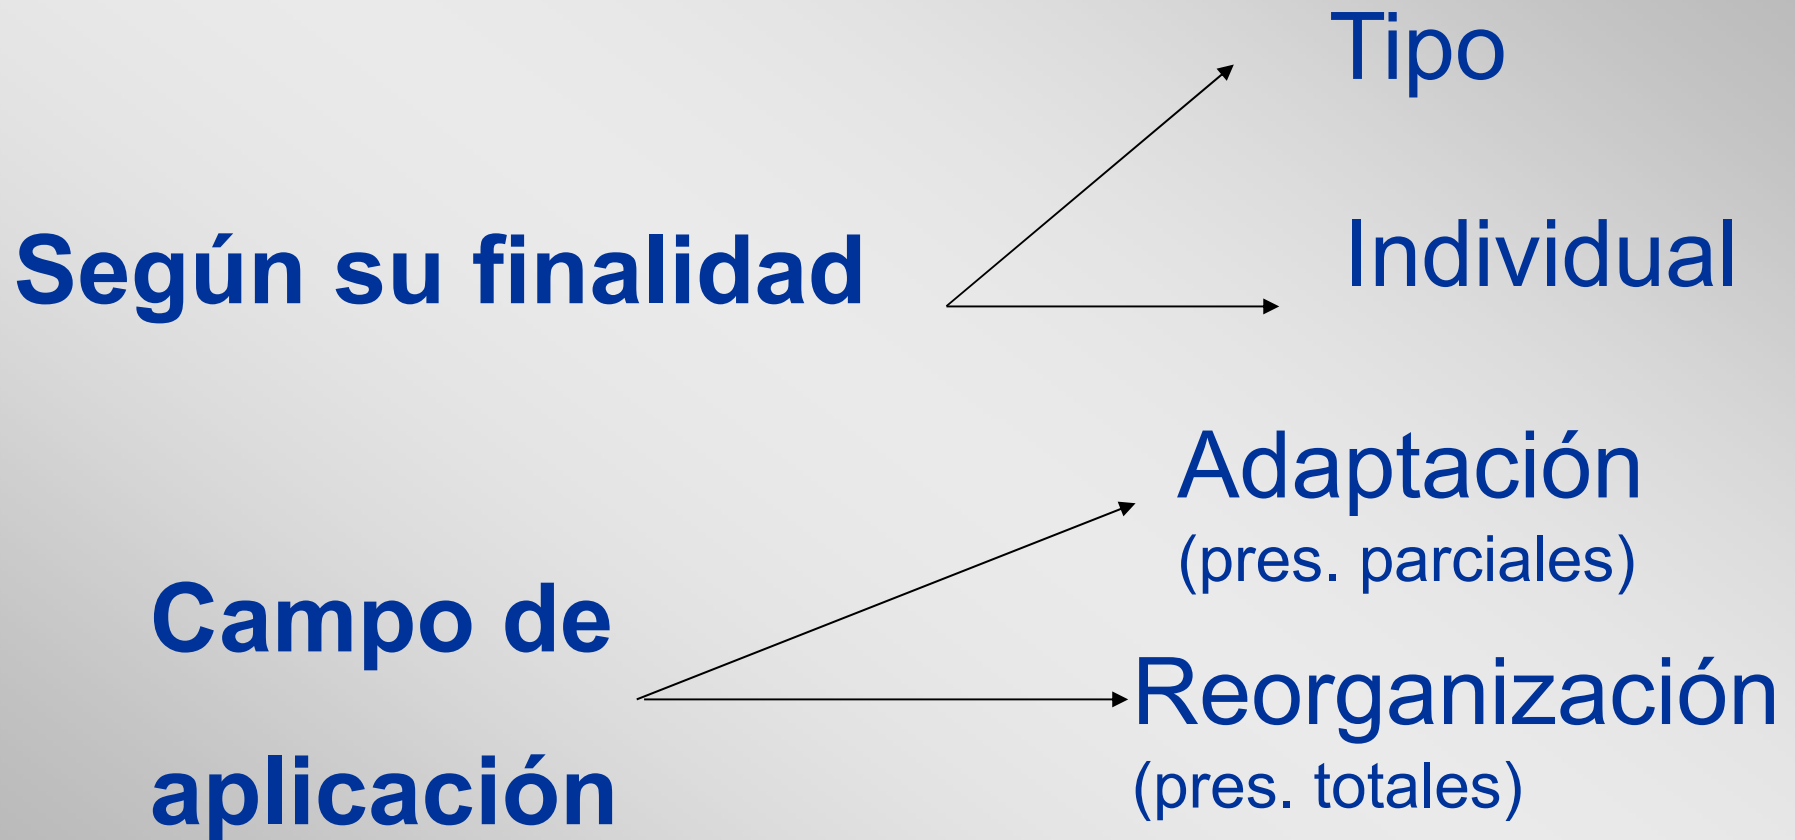 Según su finalidad
Tipo
Individual
Campo de
aplicación
Adaptación
(pres. parciales)
Reorganización
(pres. totales)